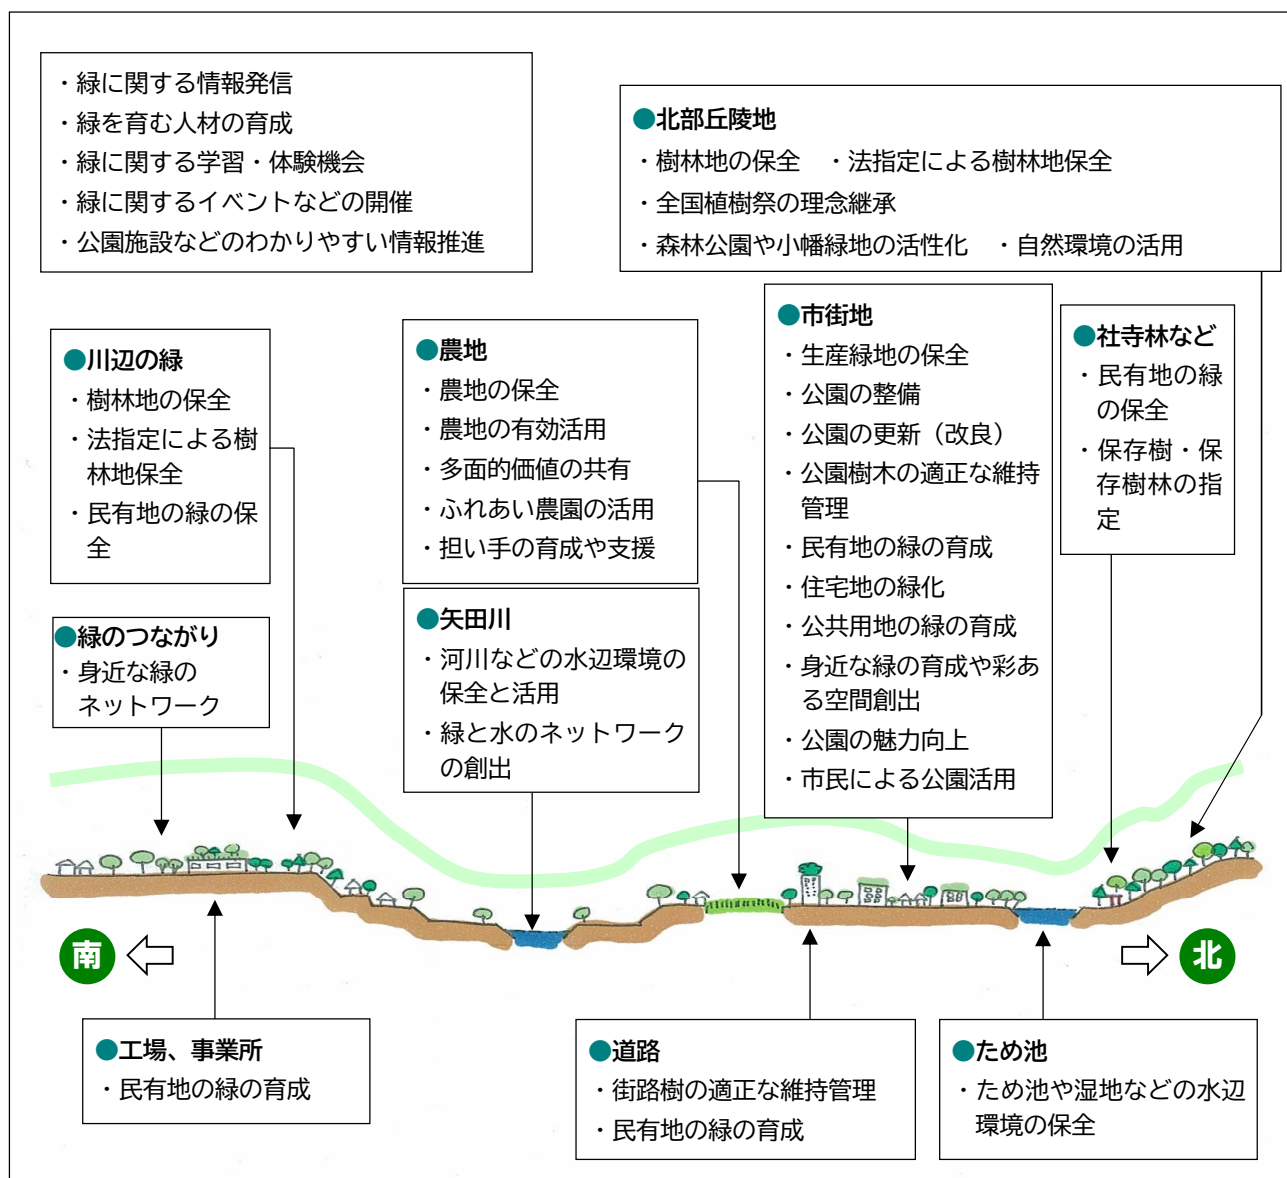 ・緑に関する情報発信
・緑を育む人材の育成
・緑に関する学習・体験機会
・緑に関するイベントなどの開催
・公園施設などのわかりやすい情報推進
●北部丘陵地
・樹林地の保全　・法指定による樹林地保全
・全国植樹祭の理念継承
・森林公園や小幡緑地の活性化　・自然環境の活用
●川辺の緑
・樹林地の保全
・法指定による樹
林地保全
・民有地の緑の保
全
●農地
・農地の保全
・農地の有効活用
・多面的価値の共有
・ふれあい農園の活用
・担い手の育成や支援
●市街地
・生産緑地の保全
・公園の整備
・公園の更新（改良）
・公園樹木の適正な維持
管理
・民有地の緑の育成
・住宅地の緑化
・公共用地の緑の育成
・身近な緑の育成や彩あ
る空間創出
・公園の魅力向上
・市民による公園活用
●社寺林など
・民有地の緑
の保全
・保存樹・保
存樹林の指
定
●緑のつながり
・身近な緑の
ネットワーク
●矢田川
・河川などの水辺環境の
保全と活用
・緑と水のネットワーク
の創出
南
北
●工場、事業所
・民有地の緑の育成
●道路
・街路樹の適正な維持管理
・民有地の緑の育成
●ため池
・ため池や湿地などの水辺
環境の保全